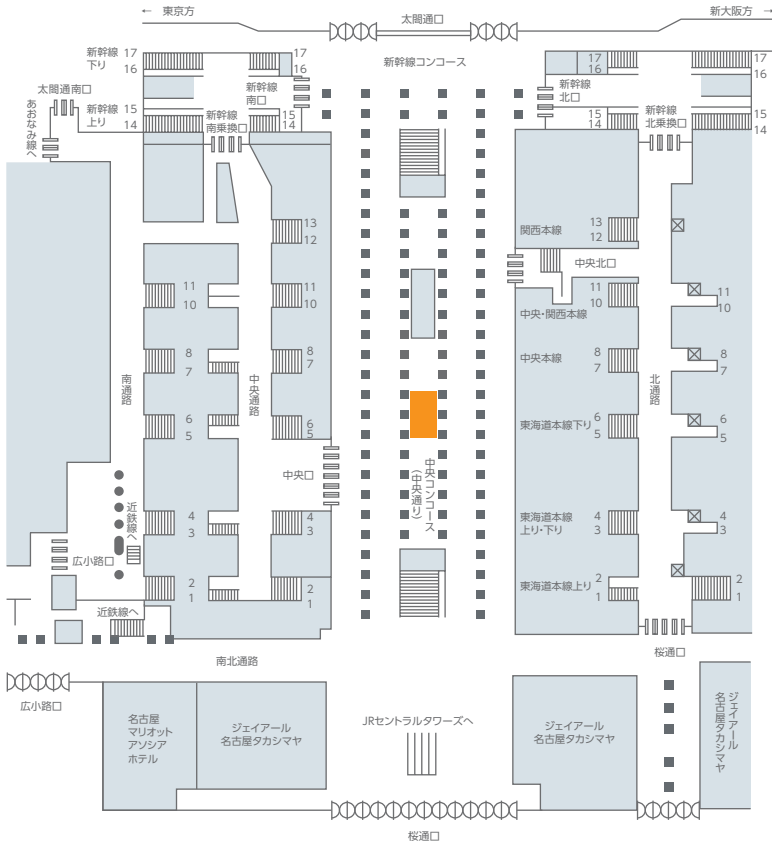 ← 東京方
太閤通口
新大阪方 →
新幹線
下り
17
16
17
16
新幹線コンコース
17
16
17
16
太閤通南口
あおなみ線へ
新幹線
上り
15
14
新幹線
南乗換口
新幹線
南口
15
14
新幹線
北口
15
14
新幹線
北乗換口
15
14
13
12
関西本線
13
12
中央北口
11
10
11
10
中央・関西本線
11
10
11
10
8
7
8
7
中央本線
8
7
8
7
南通路
中央通路
北通路
6
5
6
5
東海道本線下り
6
5
6
5
中央口
中央コンコース
(中央通り)
近鉄線へ
4
3
4
3
東海道本線
上り・下り
4
3
4
3
広小路口
2
1
2
1
東海道本線上り
2
1
2
1
近鉄線へ
南北通路
桜通口
広小路口
名古屋
マリオット
アソシア
ホテル
ジェイアール
名古屋タカシマヤ
JRセントラルタワーズへ
ジェイアール
名古屋タカシマヤ
ジェイアール
名古屋タカシマヤ
桜通口